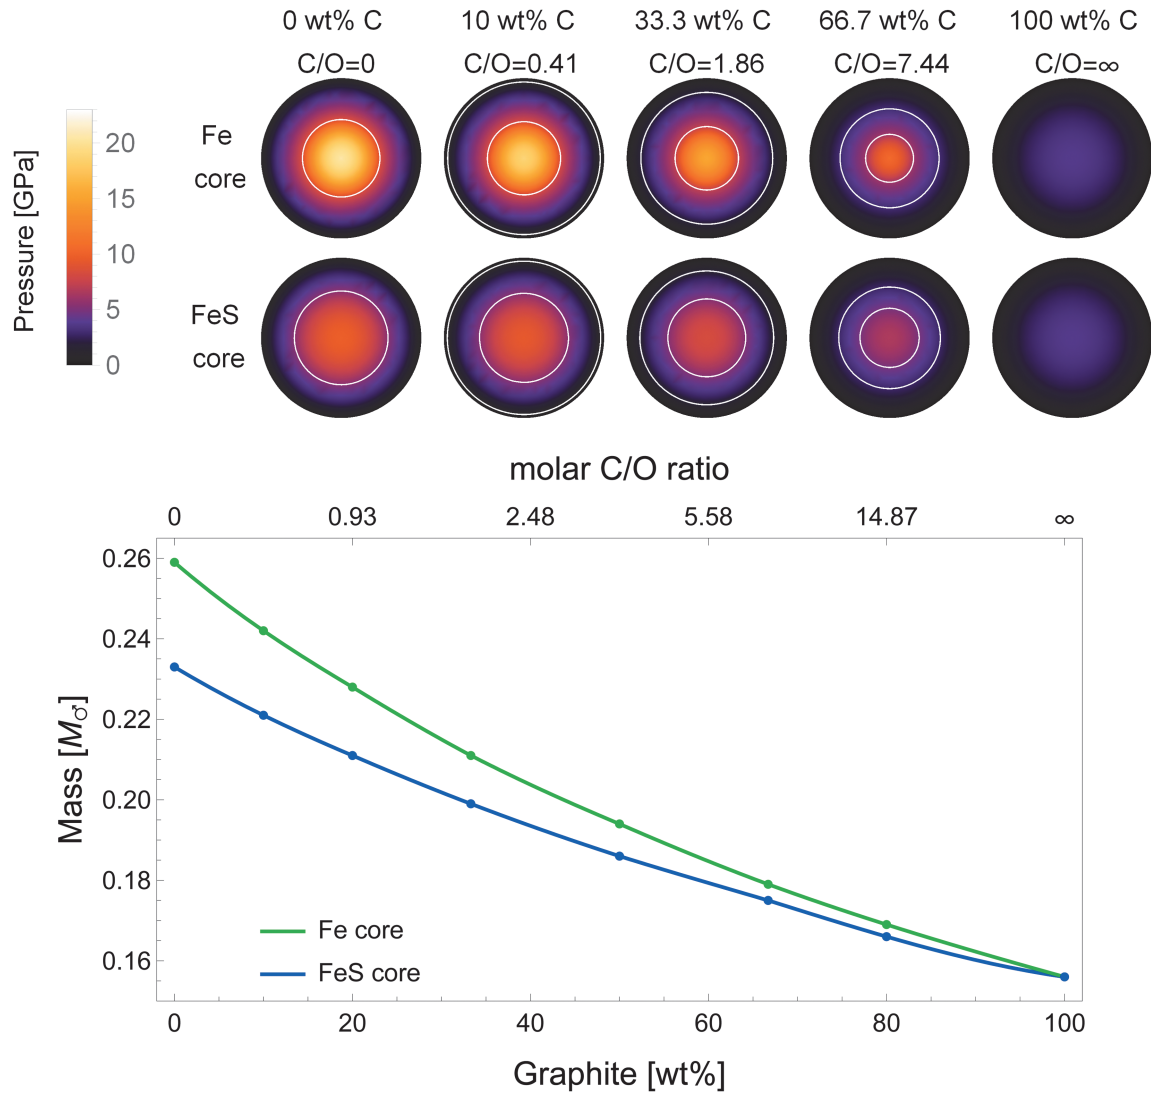 0 wt% C 10 wt% C 33.3 wt% C 66.7 wt% C 100 wt% C
C/O=0 C/O=0.41 C/O=1.86 C/O=7.44 C/O=∞
Pressure [GPa]
20
15
10
5
0
Fe
core
FeS
core
molar C/O ratio
0 0.93 2.48 5.58 14.87 ∞
Mass [M♂]
0.26
0.24
0.22
0.20
0.18
0.16
Fe core
FeS core
0 20 40 60 80 100
Graphite [wt%]